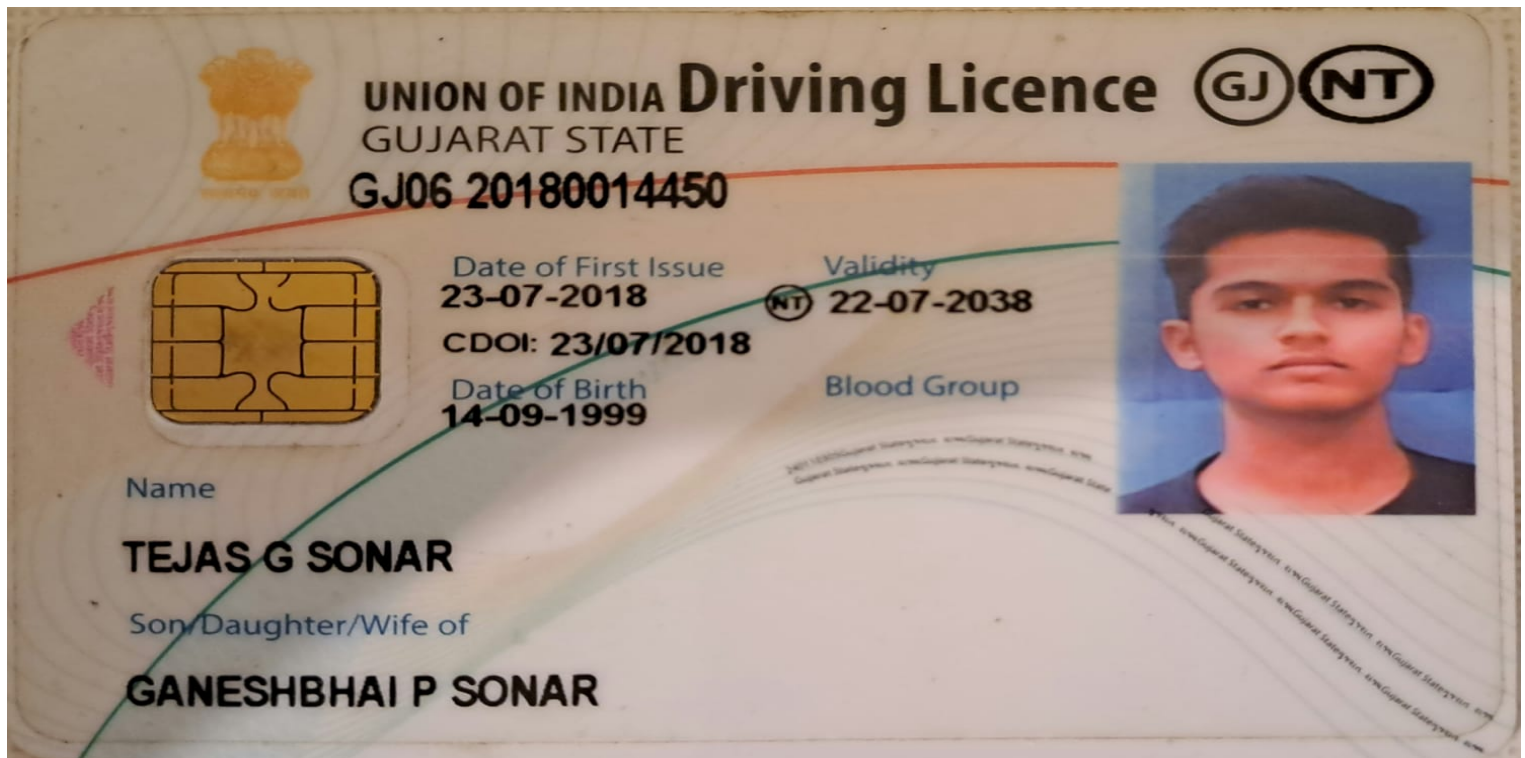 UNION OF INDIA Driving Licence GJ NT
GUJARAT STATE
GJ06 20180014450
Date of First Issue Validity
23-07-2018 NT 22-07-2038
CDOI: 23/07/2018
Date of Birth Blood Group
14-09-1999
Name
TEJAS G SONAR
Son/Daughter/Wife of
GANESHBHAI P SONAR